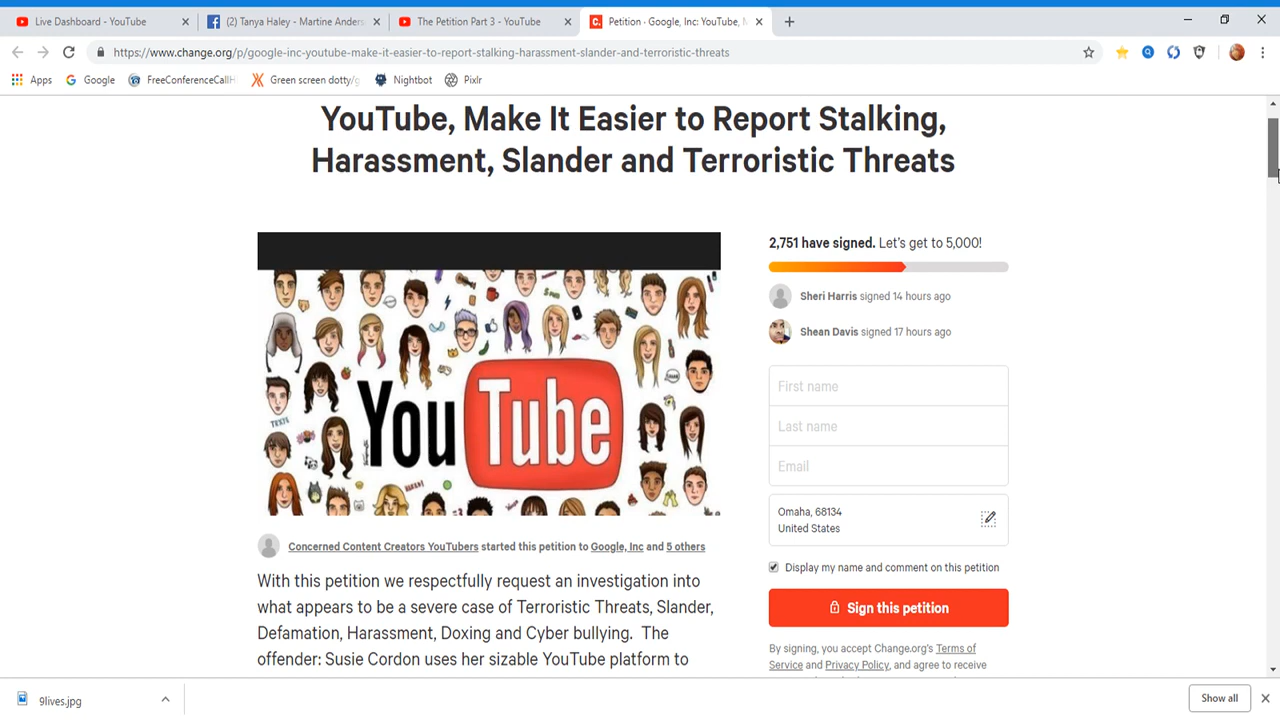 Live Dashboard - YouTube
(2) Tanya Haley - Martine Anders
The Petition Part 3 - YouTube
Petition · Google, Inc: YouTube, M
https://www.change.org/p/google-inc-youtube-make-it-easier-to-report-stalking-harassment-slander-and-terroristic-threats
Apps
Google
FreeConferenceCallH
Green screen dotty/g
Nightbot
Pixlr
YouTube, Make It Easier to Report Stalking,
Harassment, Slander and Terroristic Threats
YouTube
2,751 have signed. Let's get to 5,000!
Sheri Harris signed 14 hours ago
Shean Davis signed 17 hours ago
First name
Last name
Email
Omaha, 68134
United States
Display my name and comment on this petition
Sign this petition
By signing, you accept Change.org's Terms of
Service and Privacy Policy, and agree to receive
Concerned Content Creators YouTubers started this petition to Google, Inc and 5 others
With this petition we respectfully request an investigation into
what appears to be a severe case of Terroristic Threats, Slander,
Defamation, Harassment, Doxing and Cyber bullying. The
offender: Susie Cordon uses her sizable YouTube platform to
9lives.jpg
Show all